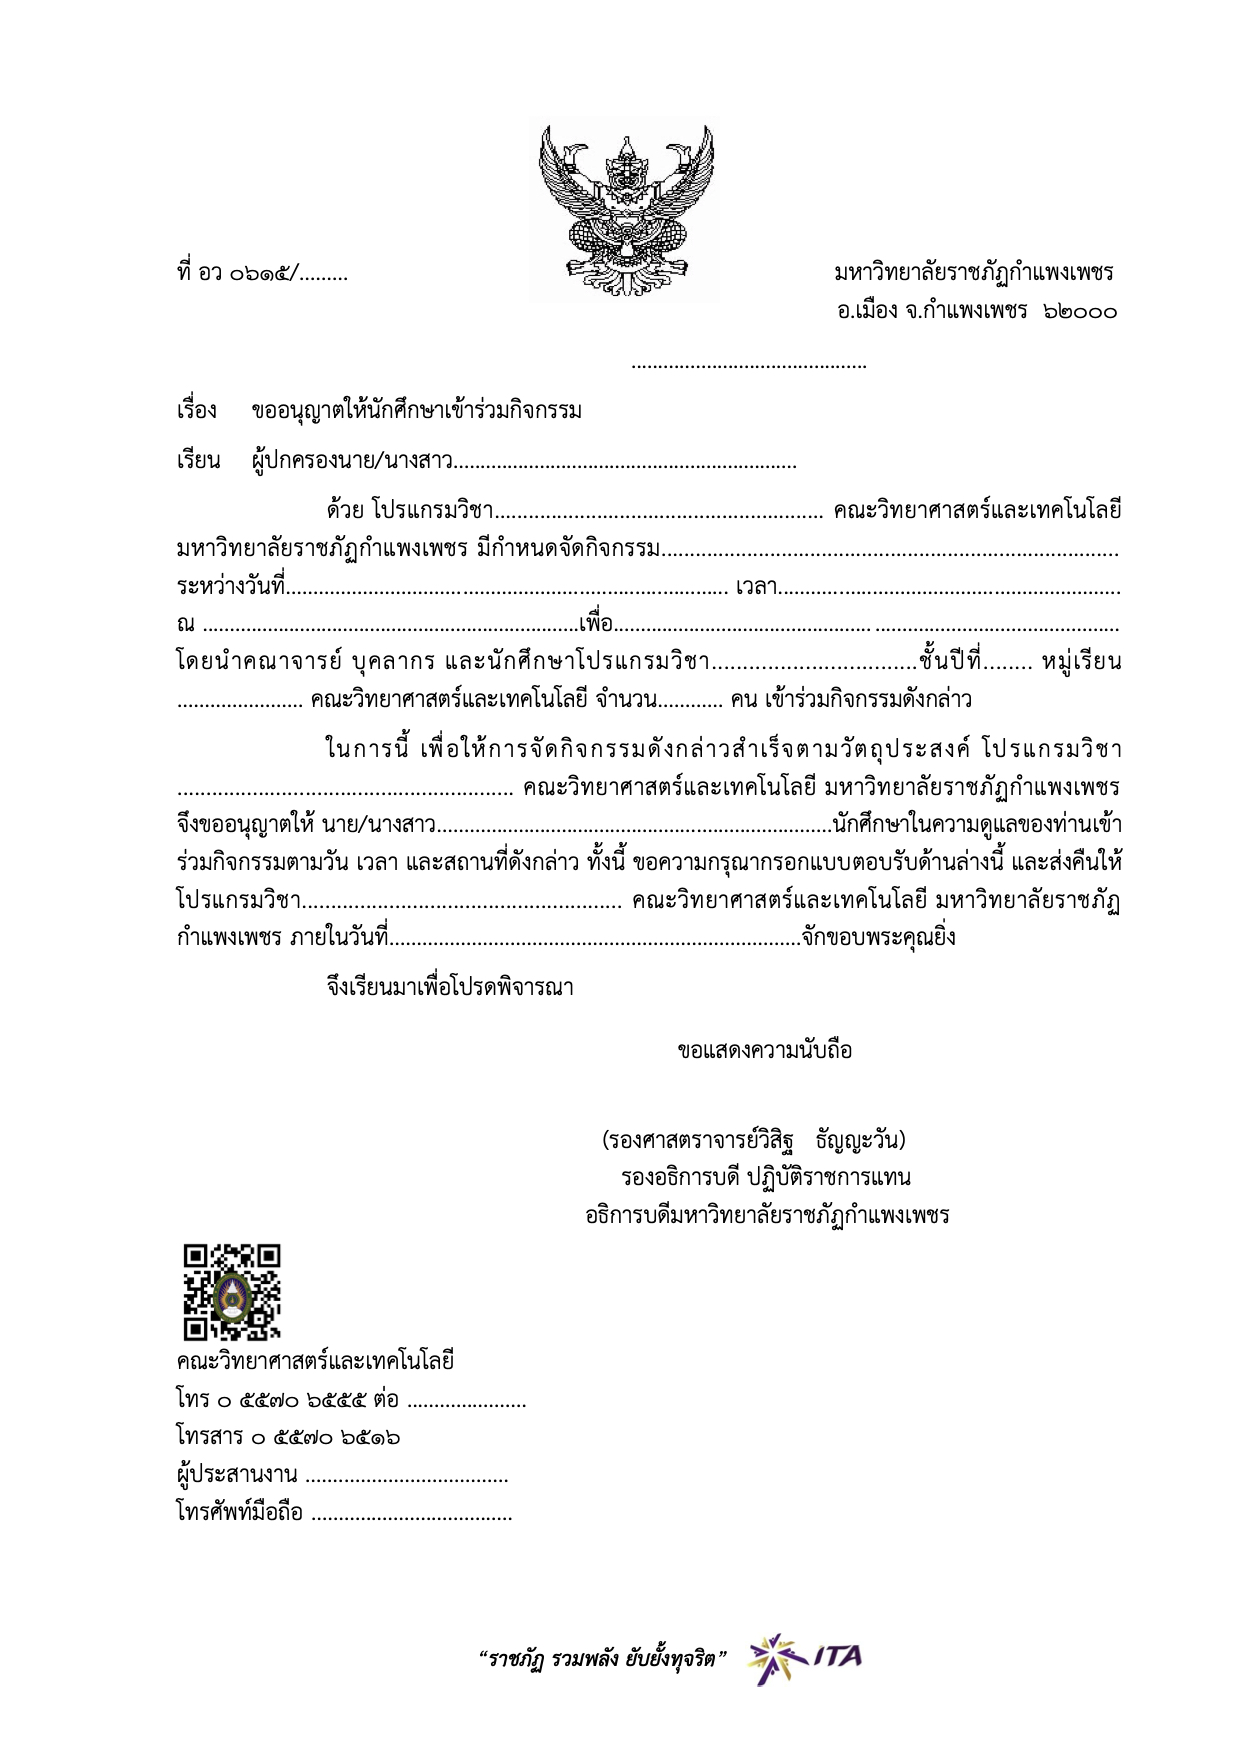 ที่ อว ๐๖๑๕/.........
มหาวิทยาลัยราชภัฏกำแพงเพชร
อ.เมือง จ.กำแพงเพชร ๖๒๐๐๐
............................................
เรื่อง ขออนุญาตให้นักศึกษาเข้าร่วมกิจกรรม
เรียน ผู้ปกครองนาย/นางสาว................................................................
ด้วย โปรแกรมวิชา.......................................................... คณะวิทยาศาสตร์และเทคโนโลยี
มหาวิทยาลัยราชภัฏกำแพงเพชร มีกำหนดจัดกิจกรรม................................................................................
ระหว่างวันที่.............................................................................. เวลา.............................................................
ณ .....................................................................เพื่อ...........................................................................................
โดยนำคณาจารย์ บุคลากร และนักศึกษาโปรแกรมวิชา.................................ชั้นปีที่........ หมู่เรียน
....................... คณะวิทยาศาสตร์และเทคโนโลยี จำนวน............ คน เข้าร่วมกิจกรรมดังกล่าว
ในการนี้ เพื่อให้การจัดกิจกรรมดังกล่าวสำเร็จตามวัตถุประสงค์ โปรแกรมวิชา
.......................................................... คณะวิทยาศาสตร์และเทคโนโลยี มหาวิทยาลัยราชภัฏกำแพงเพชร
จึงขออนุญาตให้ นาย/นางสาว........................................................................นักศึกษาในความดูแลของท่านเข้า
ร่วมกิจกรรมตามวัน เวลา และสถานที่ดังกล่าว ทั้งนี้ ขอความกรุณากรอกแบบตอบรับด้านล่างนี้ และส่งคืนให้
โปรแกรมวิชา....................................................... คณะวิทยาศาสตร์และเทคโนโลยี มหาวิทยาลัยราชภัฏ
กำแพงเพชร ภายในวันที่...........................................................................จักขอบพระคุณยิ่ง
จึงเรียนมาเพื่อโปรดพิจารณา
ขอแสดงความนับถือ
(รองศาสตราจารย์วิสิฐ ธัญญะวัน)
รองอธิการบดี ปฏิบัติราชการแทน
อธิการบดีมหาวิทยาลัยราชภัฏกำแพงเพชร
คณะวิทยาศาสตร์และเทคโนโลยี
โทร ๐ ๕๕๗๐ ๖๕๕๕ ต่อ ......................
โทรสาร ๐ ๕๕๗๐ ๖๕๑๖
ผู้ประสานงาน .....................................
โทรศัพท์มือถือ .....................................
“ราชภัฏ รวมพลัง ยับยั้งทุจริต” ITA